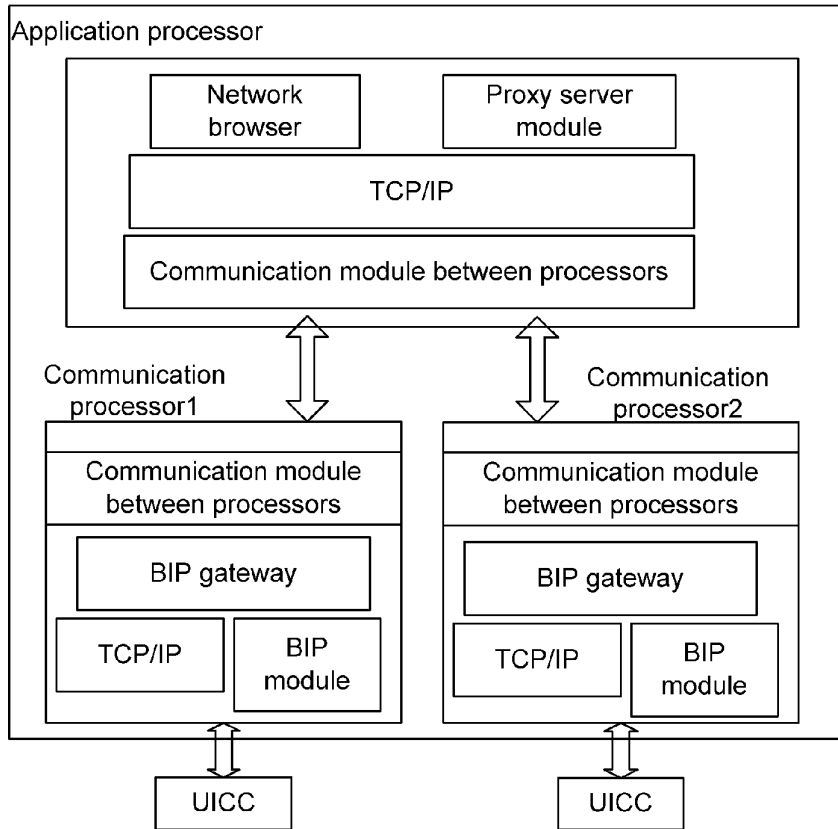 Application processor
Network
browser
Proxy server
module
TCP/IP
Communication module between processors
Communication
processor1
Communication
processor2
Communication module
between processors
BIP gateway
TCP/IP
BIP
module
Communication module
between processors
BIP gateway
TCP/IP
BIP
module
UICC
UICC